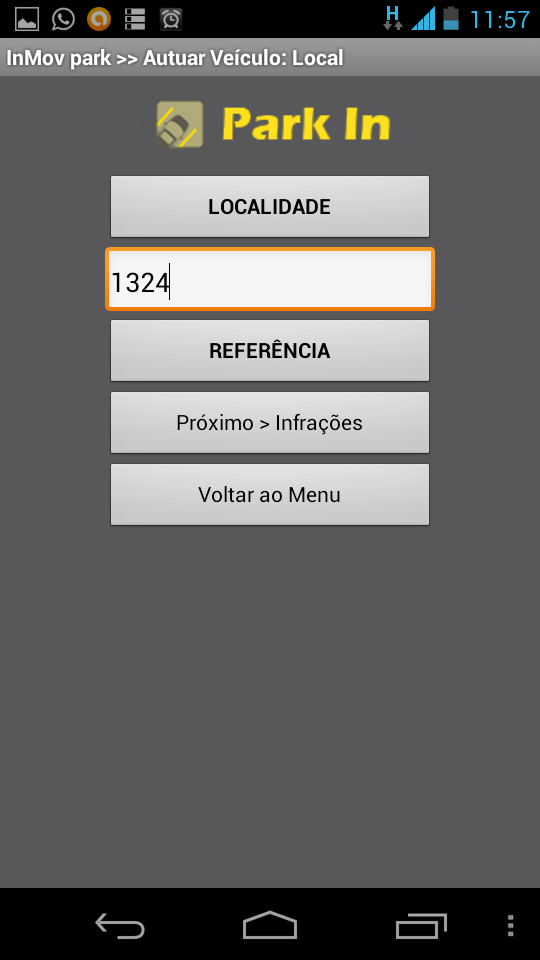 H 11:57
InMov park >> Autuar Veículo: Local
Park In
LOCALIDADE
1324
REFERÊNCIA
Próximo > Infrações
Voltar ao Menu